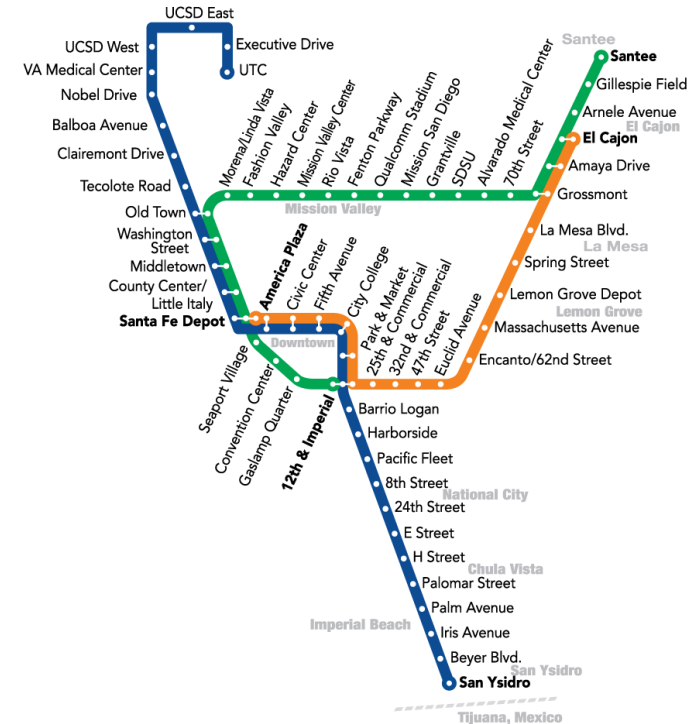 UCSD East
UCSD West
Executive Drive
VA Medical Center
UTC
Nobel Drive
Balboa Avenue
Clairemont Drive
Tecolote Road
Old Town
Washington
Street
Middletown
County Center/
Little Italy
Santa Fe Depot
Morena/Linda Vista
Fashion Valley
Hazard Center
Mission Valley Center
Rio Vista
Fenton Parkway
Qualcomm Stadium
Mission San Diego
Grantville
SDSU
Alvarado Medical Center
70th Street
Mission Valley
Santee
Santee
Gillespie Field
Arnele Avenue
El Cajon
El Cajon
Amaya Drive
Grossmont
La Mesa Blvd.
La Mesa
Spring Street
Lemon Grove Depot
Lemon Grove
Massachusetts Avenue
Encanto/62nd Street
America Plaza
Civic Center
Fifth Avenue
City College
Park & Market
25th & Commercial
32nd & Commercial
47th Street
Euclid Avenue
Downtown
Seaport Village
Convention Center
Gaslamp Quarter
12th & Imperial
Barrio Logan
Harborside
Pacific Fleet
8th Street
National City
24th Street
E Street
H Street
Chula Vista
Palomar Street
Palm Avenue
Imperial Beach
Iris Avenue
Beyer Blvd.
San Ysidro
San Ysidro
Tijuana, Mexico